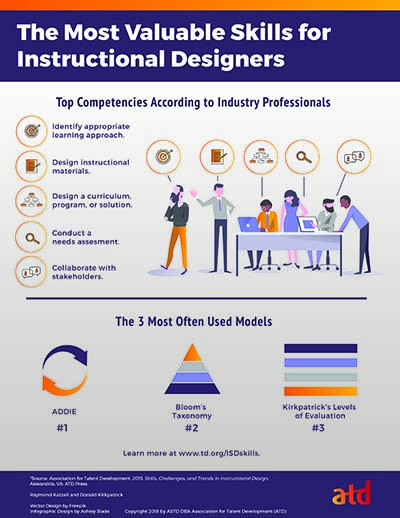 The Most Valuable Skills for
Instructional Designers
Top Competencies According to Industry Professionals
Identify appropriate
learning approach.
Design instructional
materials.
Design a curriculum,
program, or solution.
Conduct a
needs assesment.
Collaborate with
stakeholders.
The 3 Most Often Used Models
ADDIE
#1
Bloom's
Taxonomy
#2
Kirkpatrick's Levels
of Evaluation
#3
Learn more at www.td.org/ISDskills.
*Source: Association for Talent Development. 2015. Skills, Challenges, and Trends in Instructional Design.
Alexandria, VA: ATD Press.
Raymond Katzell and Donald Kirkpatrick
Vector Design by Freepik
Infographic Design by Ashley Slade
Copyright 2018 by ASTD DBA Association for Talent Development (ATD)
atd